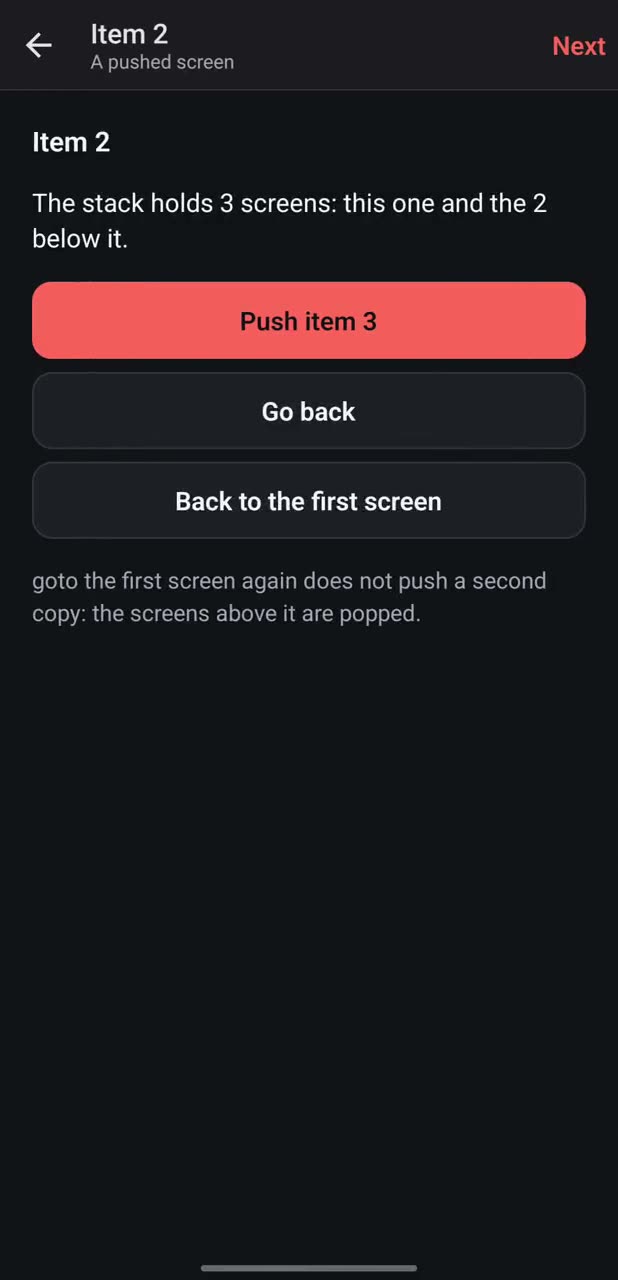 Item 2
A pushed screen
Next
Item 2
The stack holds 3 screens: this one and the 2
below it.
Push item 3
Go back
Back to the first screen
goto the first screen again does not push a second
copy: the screens above it are popped.